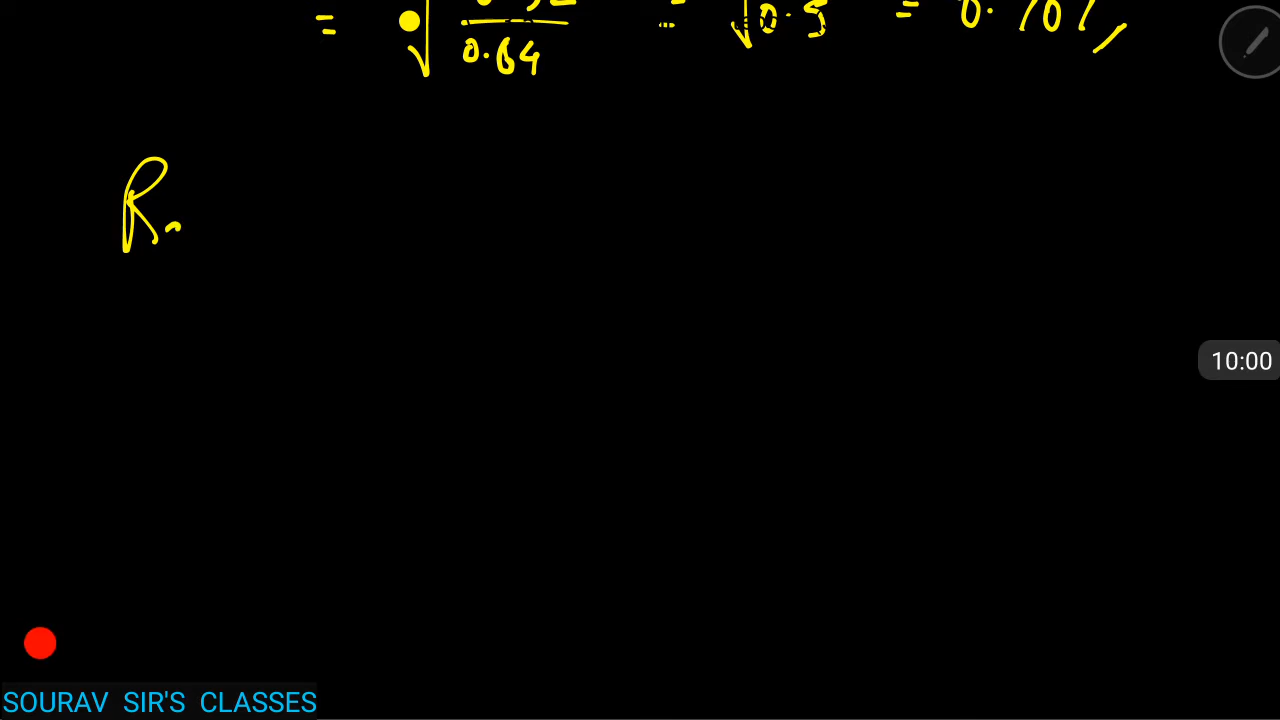 = √ 0.32 / 0.64 = √0.5 = 0.707,
R
10:00
SOURAV SIR'S CLASSES